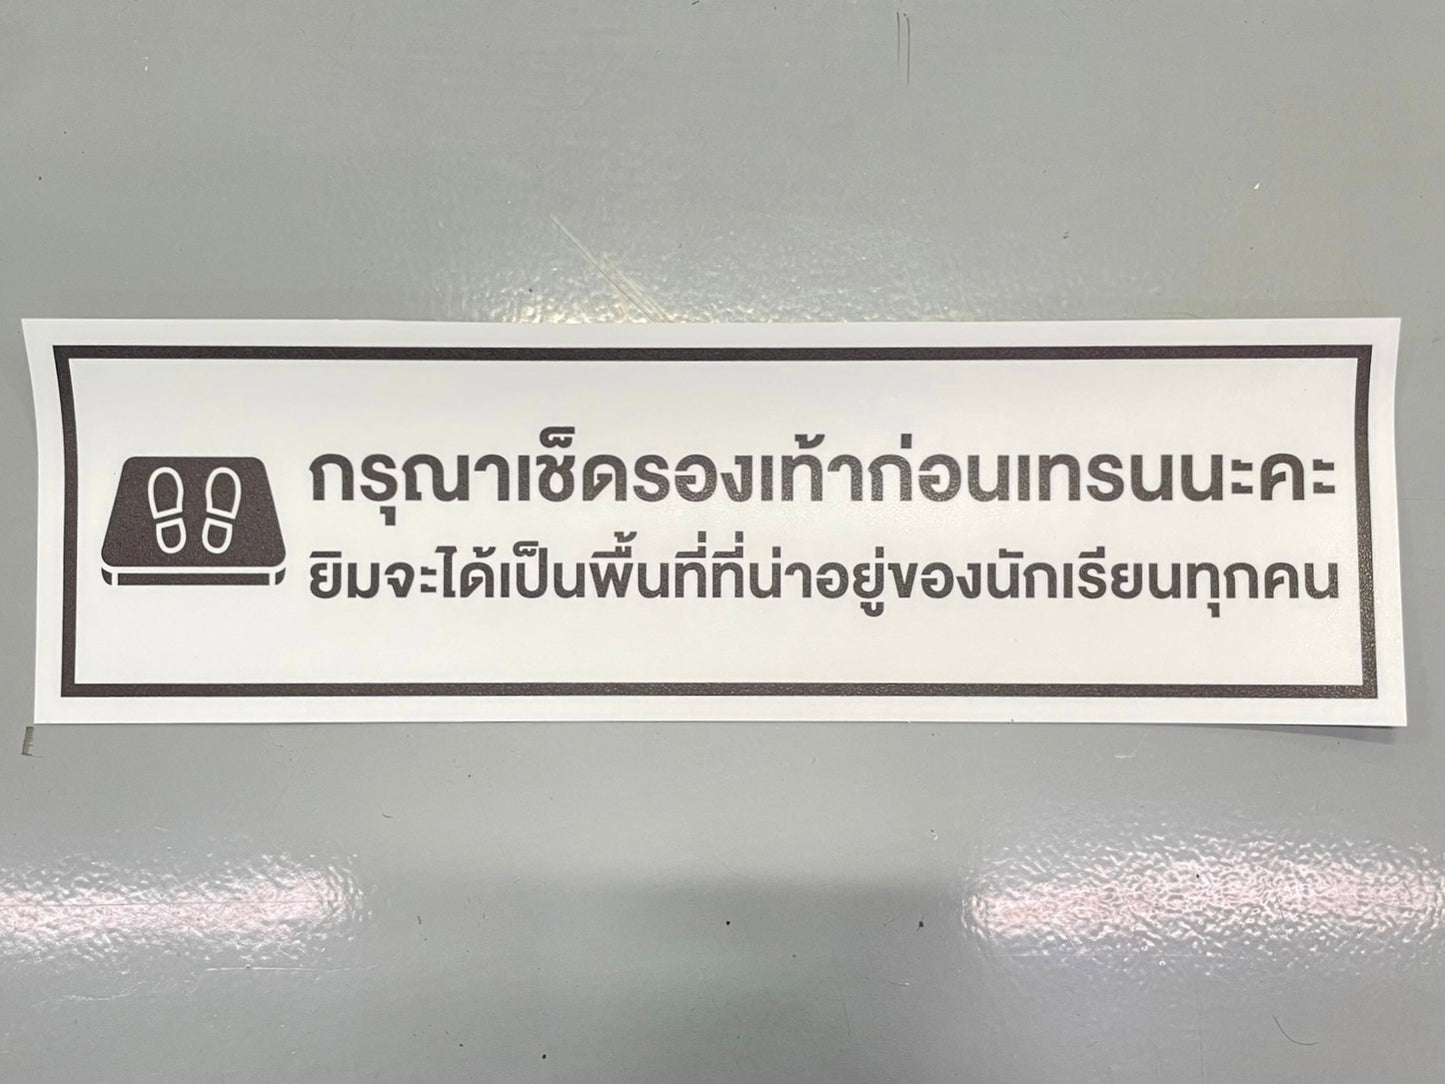 กรุณาเช็ดรองเท้าก่อนเทรนนะคะ
ยิมจะได้เป็นพื้นที่ที่น่าอยู่ของนักเรียนทุกคน